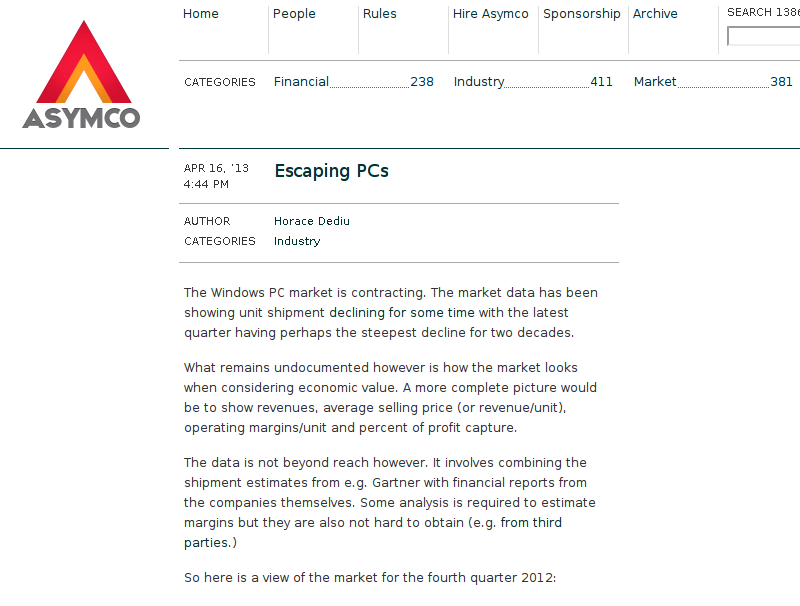 Home People Rules Hire Asymco Sponsorship Archive SEARCH 1386
CATEGORIES Financial 238 Industry 411 Market 381
ASYMCO
APR 16, '13 Escaping PCs
4:44 PM
AUTHOR Horace Dediu
CATEGORIES Industry
The Windows PC market is contracting. The market data has been
showing unit shipment declining for some time with the latest
quarter having perhaps the steepest decline for two decades.
What remains undocumented however is how the market looks
when considering economic value. A more complete picture would
be to show revenues, average selling price (or revenue/unit),
operating margins/unit and percent of profit capture.
The data is not beyond reach however. It involves combining the
shipment estimates from e.g. Gartner with financial reports from
the companies themselves. Some analysis is required to estimate
margins but they are also not hard to obtain (e.g. from third
parties.)
So here is a view of the market for the fourth quarter 2012: